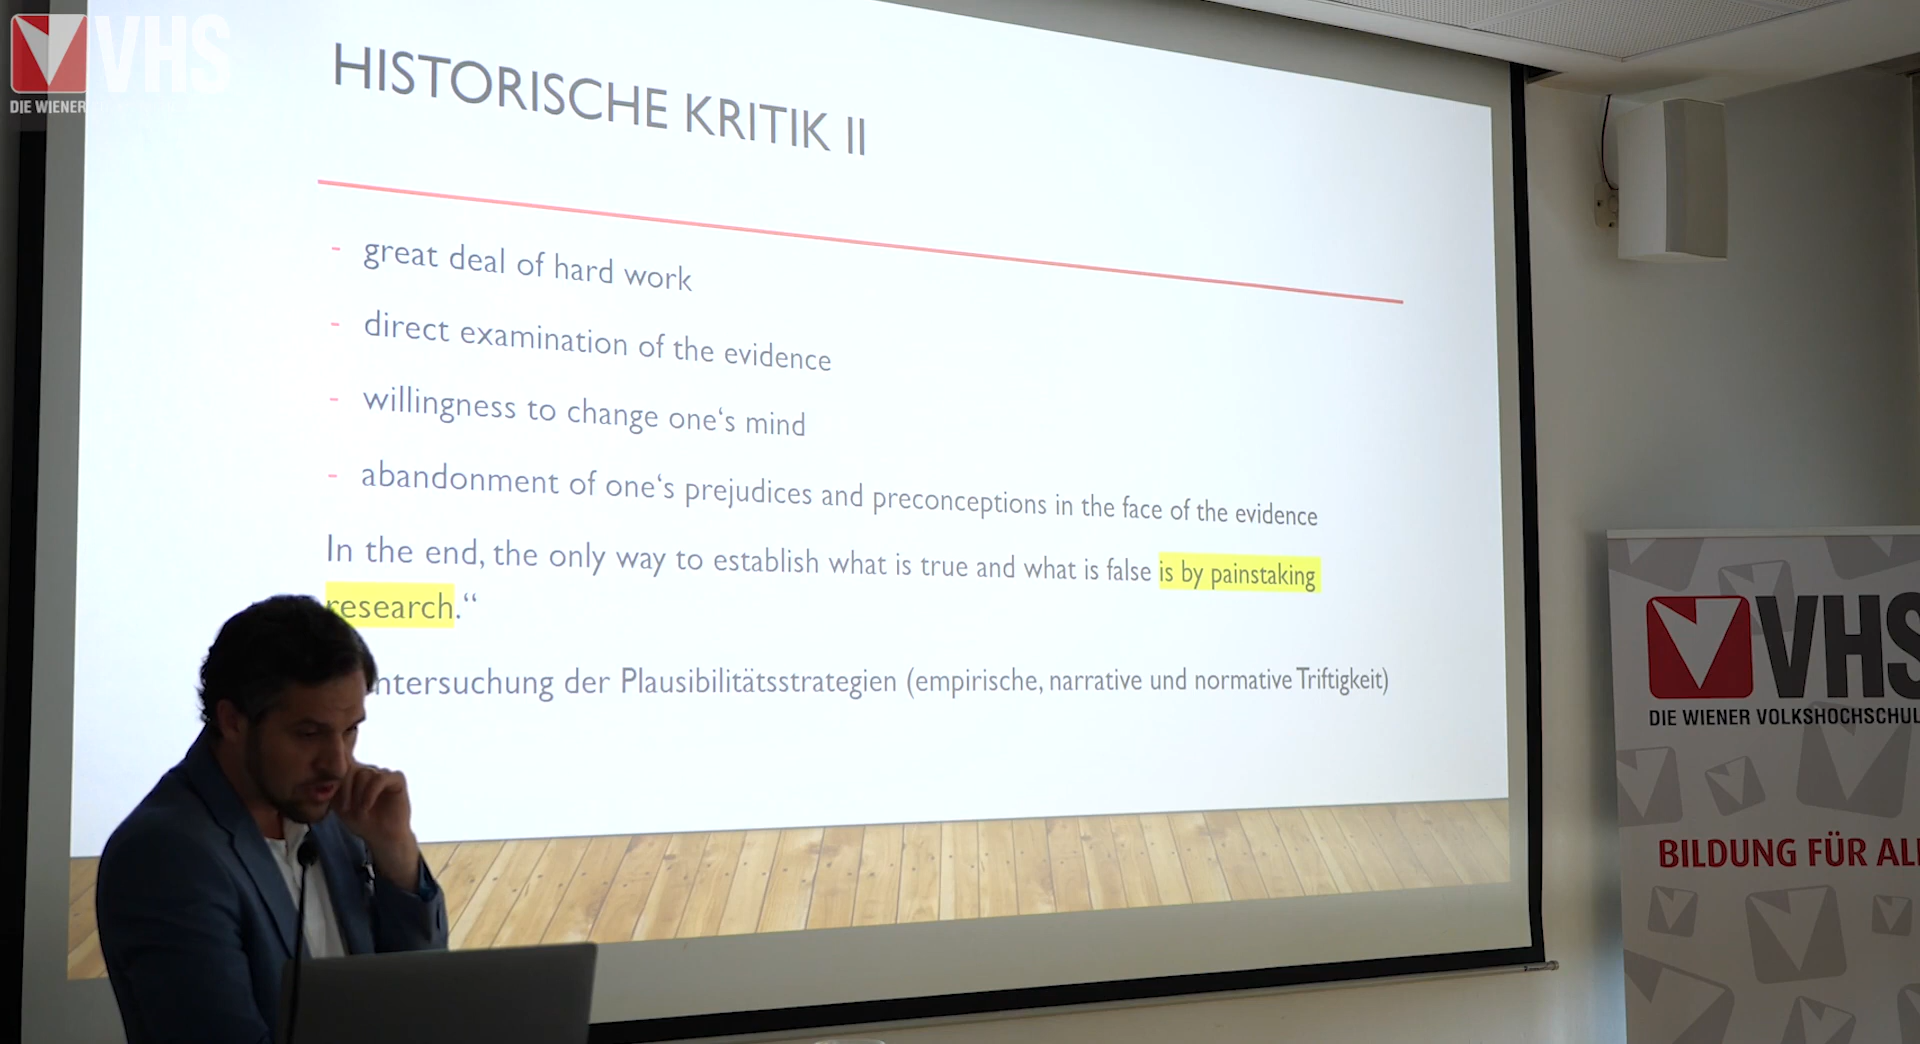 VHS
DIE WIENER
HISTORISCHE KRITIK II
- great deal of hard work
- direct examination of the evidence
- willingness to change one‘s mind
- abandonment of one‘s prejudices and preconceptions in the face of the evidence
In the end, the only way to establish what is true and what is false is by painstaking
research.“
ntersuchung der Plausibilitätsstrategien (empirische, narrative und normative Triftigkeit)
VHS
DIE WIENER VOLKSHOCHSCHUL
BILDUNG FÜR ALL